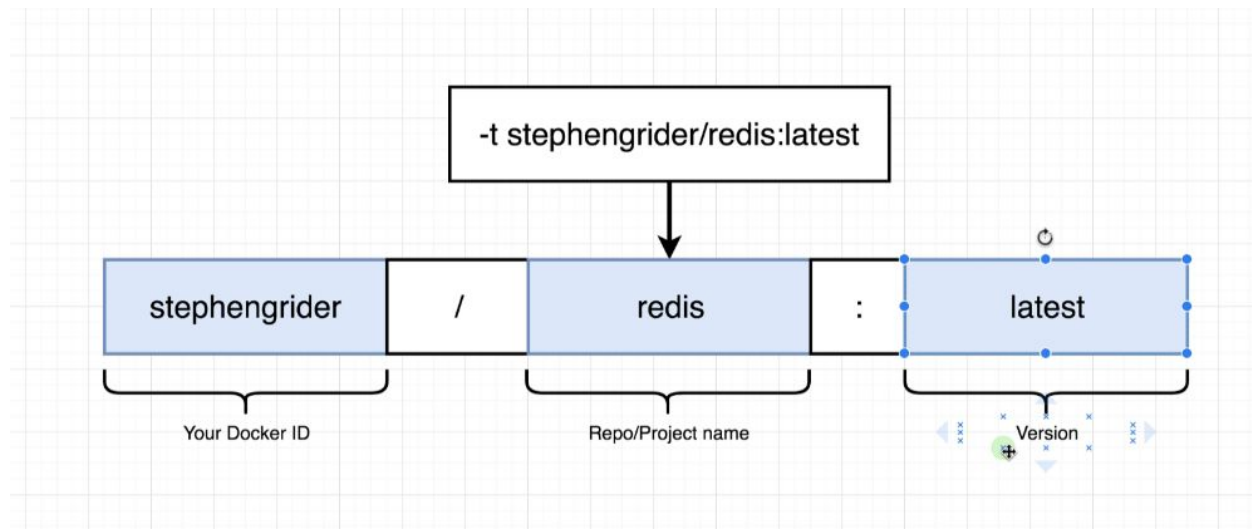 -t stephengrider/redis:latest
stephengrider / redis : latest
Your Docker ID Repo/Project name Version